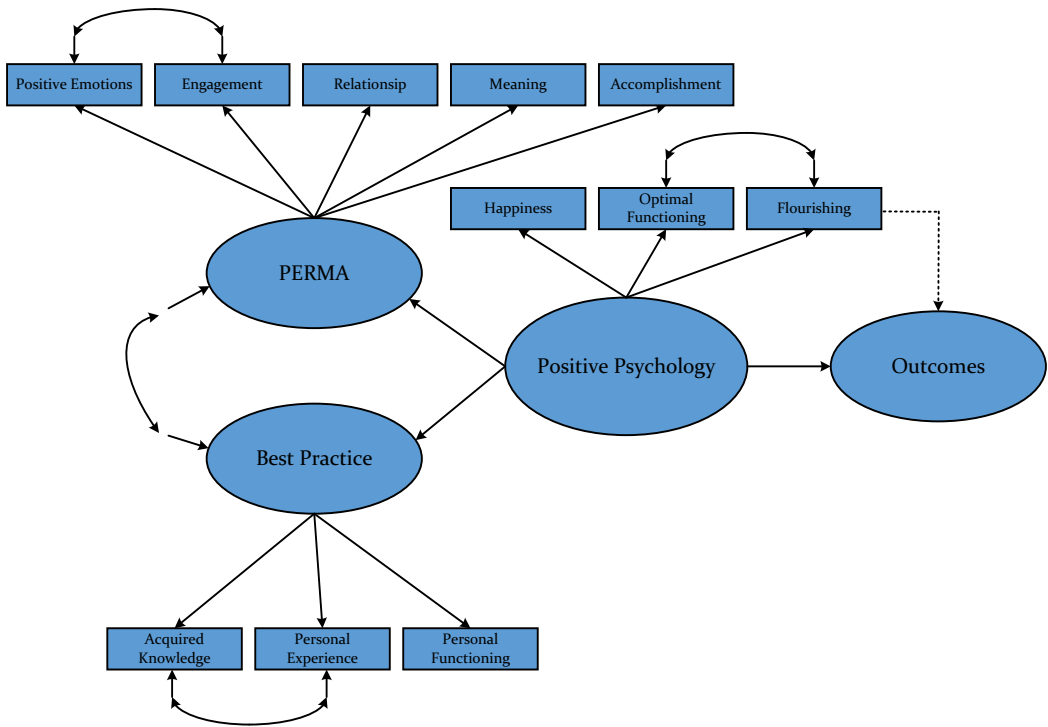 Positive Emotions
Engagement
Relationsip
Meaning
Accomplishment
Happiness
Optimal
Functioning
Flourishing
PERMA
Positive Psychology
Outcomes
Best Practice
Acquired
Knowledge
Personal
Experience
Personal
Functioning